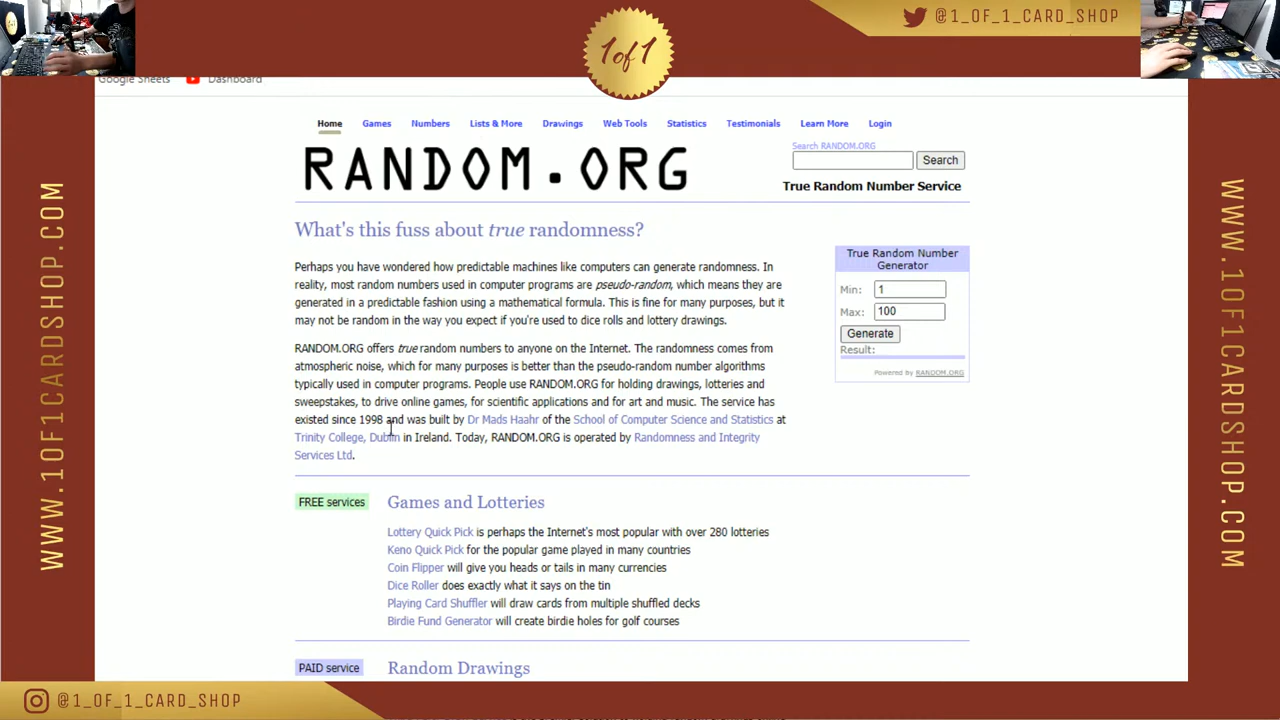 @1_OF_1_CARD_SHOP
1of1
Google Sheets Dashboard
Home Games Numbers Lists & More Drawings Web Tools Statistics Testimonials Learn More Login
RANDOM.ORG
Search RANDOM.ORG
Search
True Random Number Service
What's this fuss about true randomness?
Perhaps you have wondered how predictable machines like computers can generate randomness. In
reality, most random numbers used in computer programs are pseudo-random, which means they are
generated in a predictable fashion using a mathematical formula. This is fine for many purposes, but it
may not be random in the way you expect if you're used to dice rolls and lottery drawings.
RANDOM.ORG offers true random numbers to anyone on the Internet. The randomness comes from
atmospheric noise, which for many purposes is better than the pseudo-random number algorithms
typically used in computer programs. People use RANDOM.ORG for holding drawings, lotteries and
sweepstakes, to drive online games, for scientific applications and for art and music. The service has
existed since 1998 and was built by Dr Mads Haahr of the School of Computer Science and Statistics at
Trinity College, Dublin in Ireland. Today, RANDOM.ORG is operated by Randomness and Integrity
Services Ltd.
True Random Number
Generator
Min: 1
Max: 100
Generate
Result:
Powered by RANDOM.ORG
FREE services
Games and Lotteries
Lottery Quick Pick is perhaps the Internet's most popular with over 280 lotteries
Keno Quick Pick for the popular game played in many countries
Coin Flipper will give you heads or tails in many currencies
Dice Roller does exactly what it says on the tin
Playing Card Shuffler will draw cards from multiple shuffled decks
Birdie Fund Generator will create birdie holes for golf courses
PAID service
Random Drawings
WWW.1OF1CARDSHOP.COM
WWW.1OF1CARDSHOP.COM
@1_OF_1_CARD_SHOP